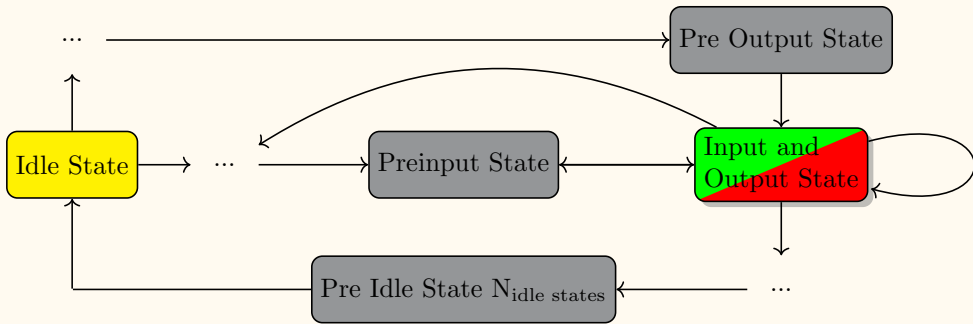 ...
Pre Output State
Idle State
...
Preinput State
Input and
Output State
Pre Idle State N_idle states
...